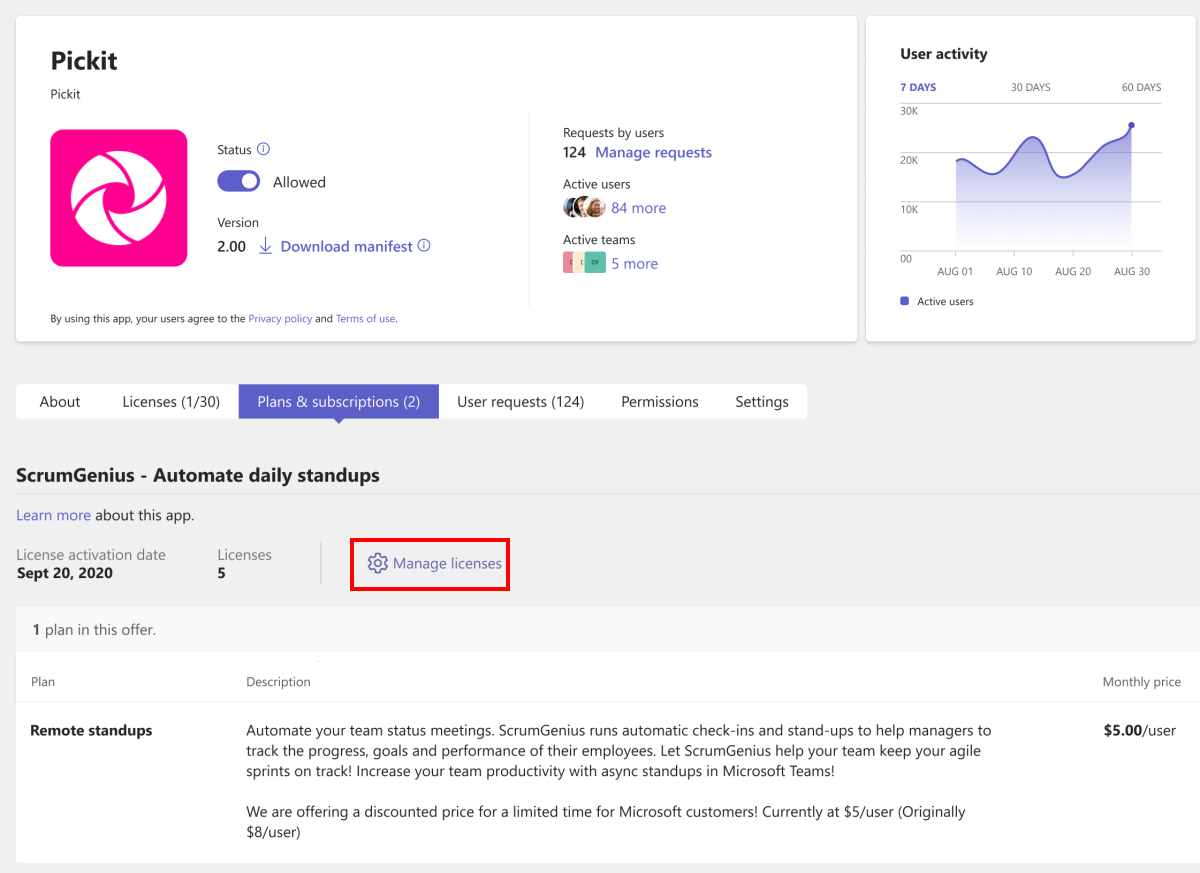 Pickit
Pickit
Status
Allowed
Version
2.00 Download manifest
By using this app, your users agree to the Privacy policy and Terms of use.
Requests by users
124 Manage requests
Active users
84 more
Active teams
DF
5 more
User activity
7 DAYS 30 DAYS 60 DAYS
30K
20K
10K
00
AUG 01 AUG 10 AUG 20 AUG 30
Active users
About Licenses (1/30) Plans & subscriptions (2) User requests (124) Permissions Settings
ScrumGenius - Automate daily standups
Learn more about this app.
License activation date
Sept 20, 2020
Licenses
5
Manage licenses
1 plan in this offer.
Plan Description Monthly price
Remote standups
Automate your team status meetings. ScrumGenius runs automatic check-ins and stand-ups to help managers to
track the progress, goals and performance of their employees. Let ScrumGenius help your team keep your agile
sprints on track! Increase your team productivity with async standups in Microsoft Teams!
We are offering a discounted price for a limited time for Microsoft customers! Currently at $5/user (Originally
$8/user)
$5.00/user